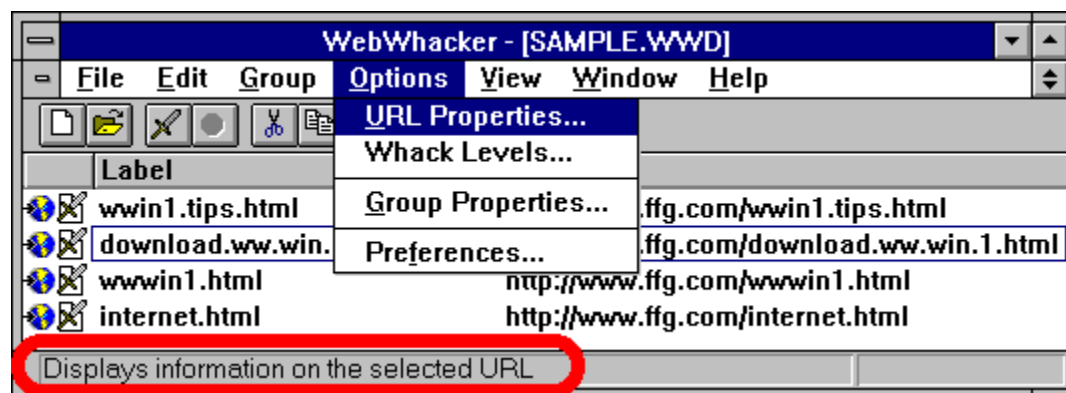 WebWhacker - [SAMPLE.WWD]
File Edit Group Options View Window Help
URL Properties...
Whack Levels...
Group Properties...
Preferences...
Label
wwin1.tips.html .ffg.com/wwin1.tips.html
download.ww.win. .ffg.com/download.ww.win.1.html
wwwin1.html http://www.ffg.com/wwwin1.html
internet.html http://www.ffg.com/internet.html
Displays information on the selected URL